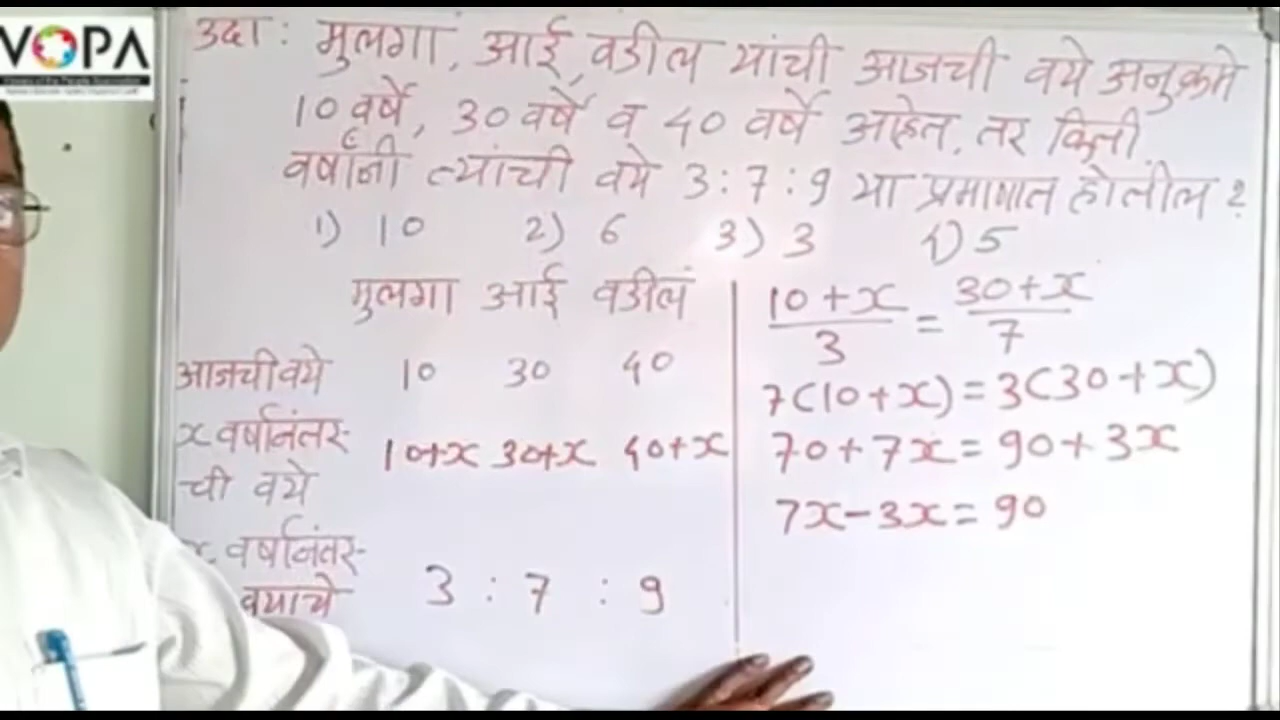 VOPA
उदा : मुलगा, आई, वडील यांची आजची वये अनुक्रमे
10 वर्षे, 30 वर्षे व 40 वर्षे आहेत. तर किती
वर्षांनी त्यांची वये 3 : 7 : 9 या प्रमाणात होतील ?
1) 10 2) 6 3) 3 4) 5
मुलगा आई वडील
आजची वये 10 30 40
x वर्षानंतर- 10+x 30+x 40+x
ची वये
x वर्षानंतर-
वयाचे 3 : 7 : 9
10+x/3 = 30+x/7
7(10+x) = 3(30+x)
70+7x = 90+3x
7x-3x = 90